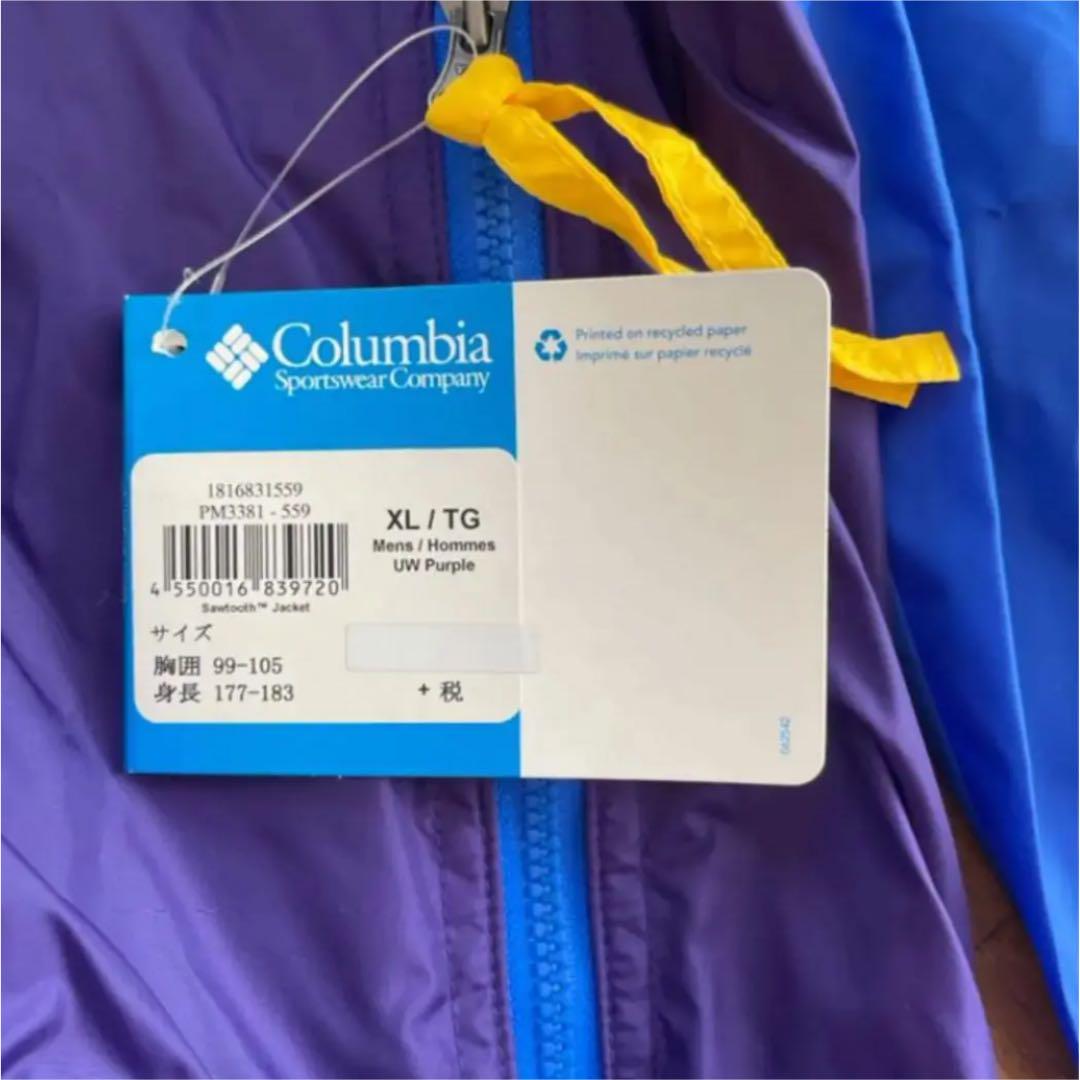 Columbia
Sportswear Company
Printed on recycled paper
Imprimé sur papier recyclé
1816831559
PM3381 - 559
4 550016 839720
Sawtooth™ Jacket
XL / TG
Mens / Hommes
UW Purple
サイズ
胸囲 99-105
身長 177-183
+ 税
062542